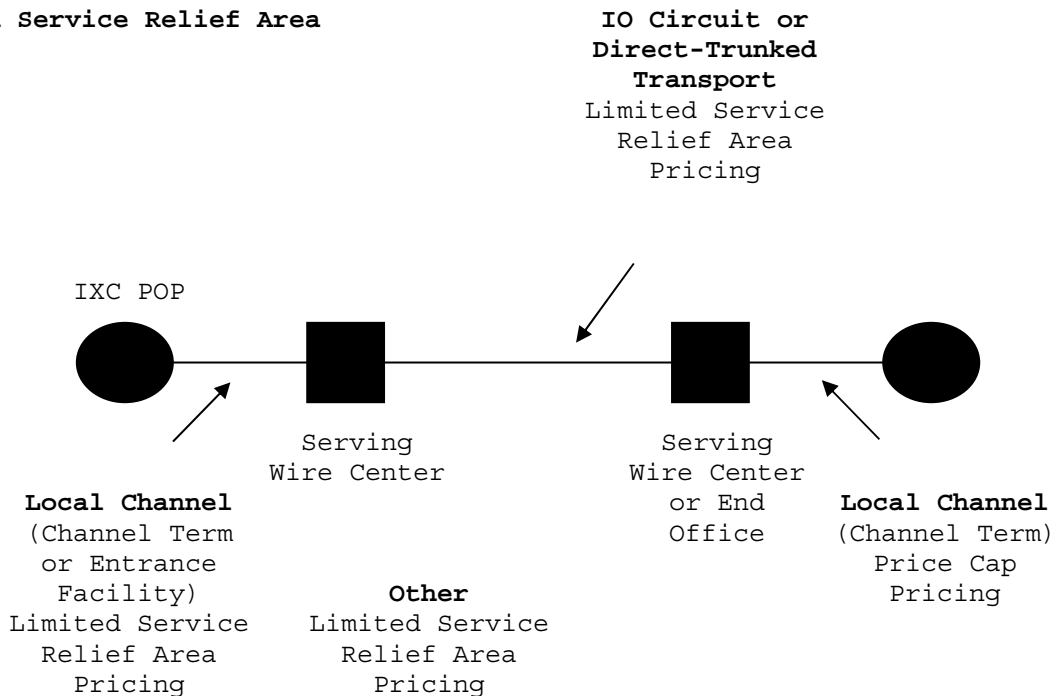 Service Relief Area
IO Circuit or
Direct-Trunked
Transport
Limited Service
Relief Area
Pricing
IXC POP
Serving
Wire Center
Serving
Wire Center
or End
Office
Local Channel
(Channel Term
or Entrance
Facility)
Limited Service
Relief Area
Pricing
Other
Limited Service
Relief Area
Pricing
Local Channel
(Channel Term)
Price Cap
Pricing